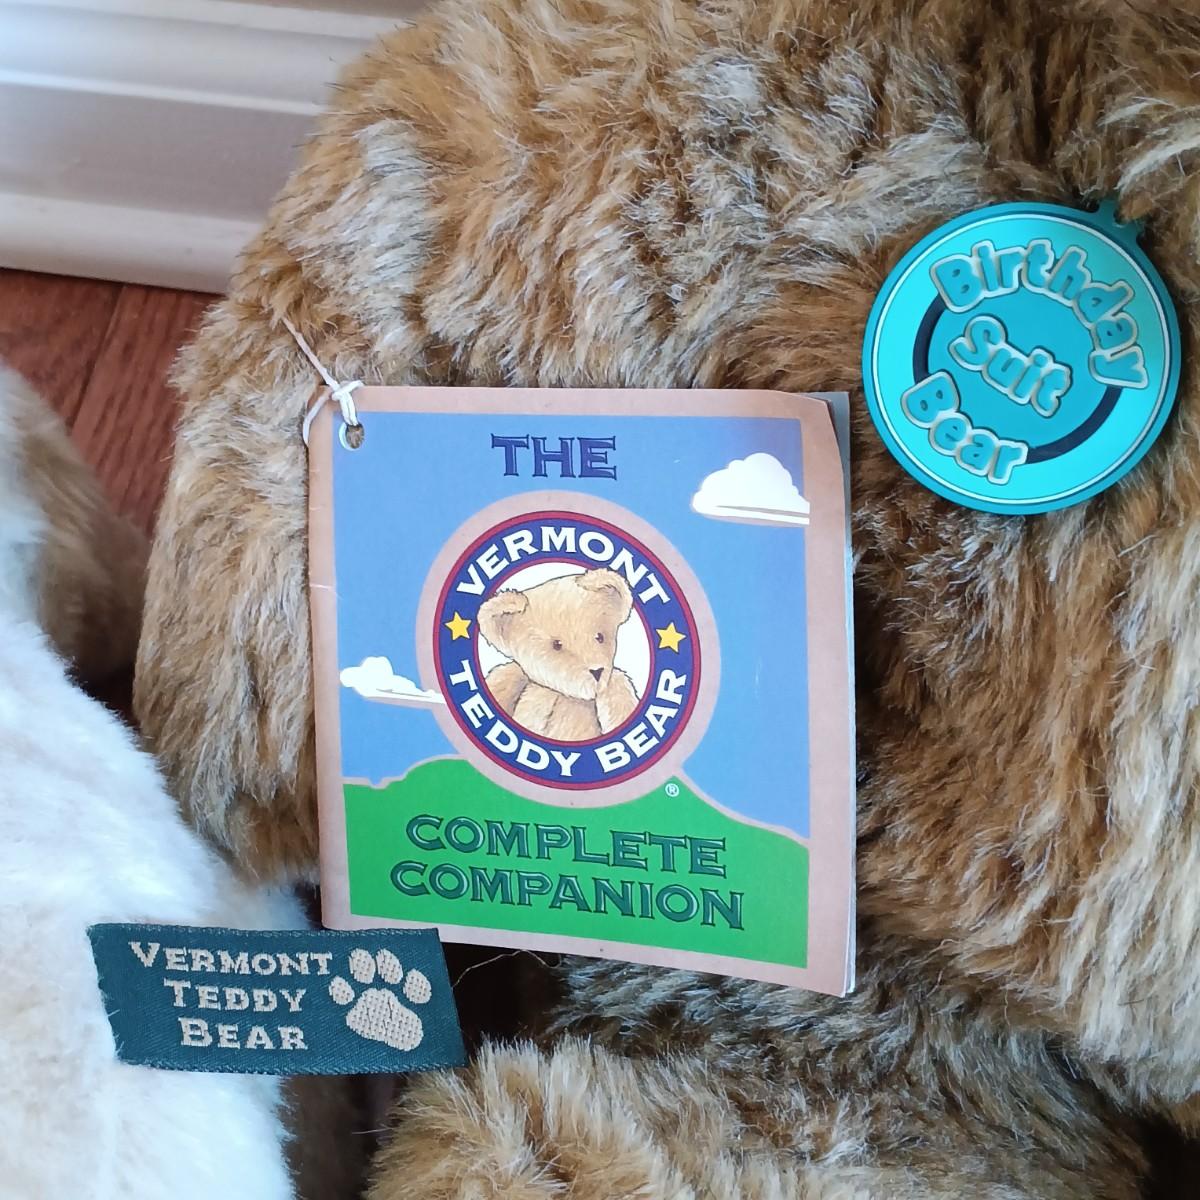 Birthday
Suit
Bear
THE
VERMONT
TEDDY BEAR
®
COMPLETE
COMPANION
VERMONT
TEDDY
BEAR